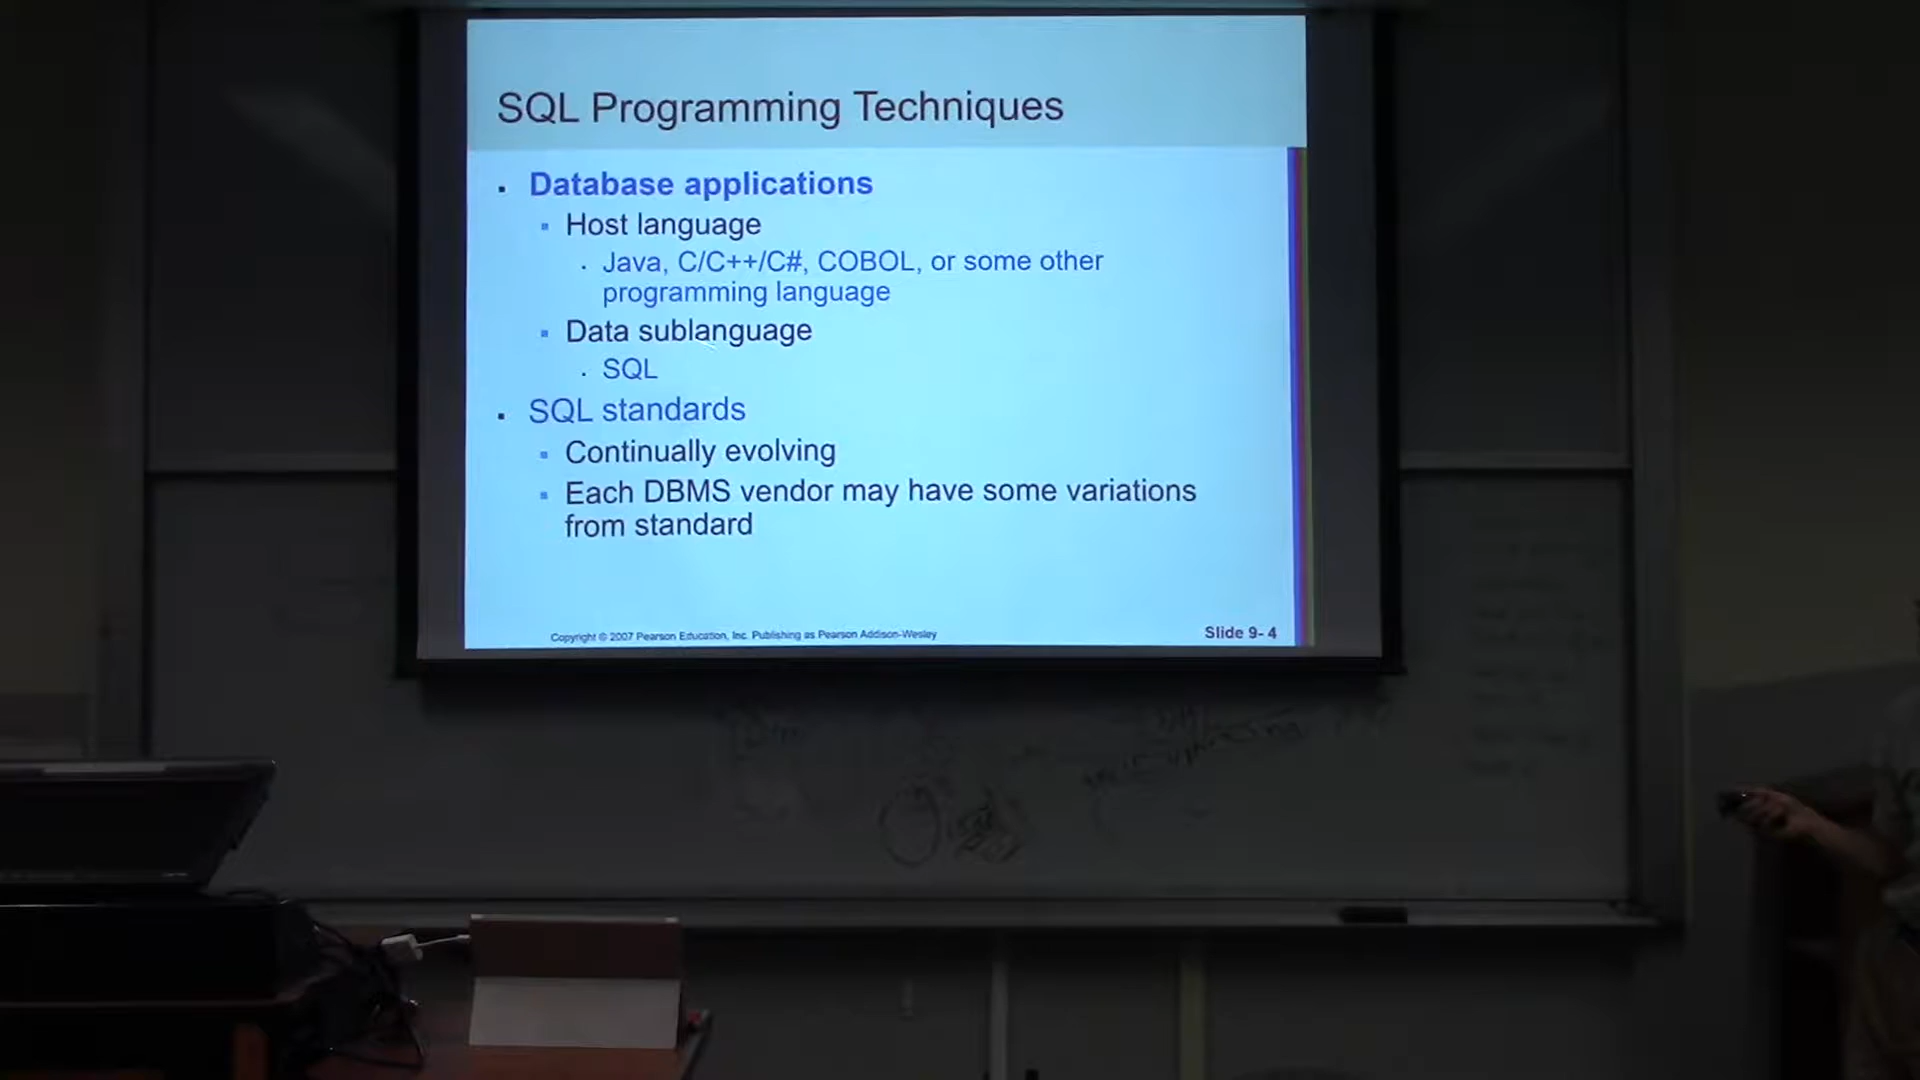 SQL Programming Techniques
Database applications
Host language
Java, C/C++/C#, COBOL, or some other
programming language
Data sublanguage
SQL
SQL standards
Continually evolving
Each DBMS vendor may have some variations
from standard
Copyright © 2007 Pearson Education, Inc. Publishing as Pearson Addison-Wesley
Slide 9- 4